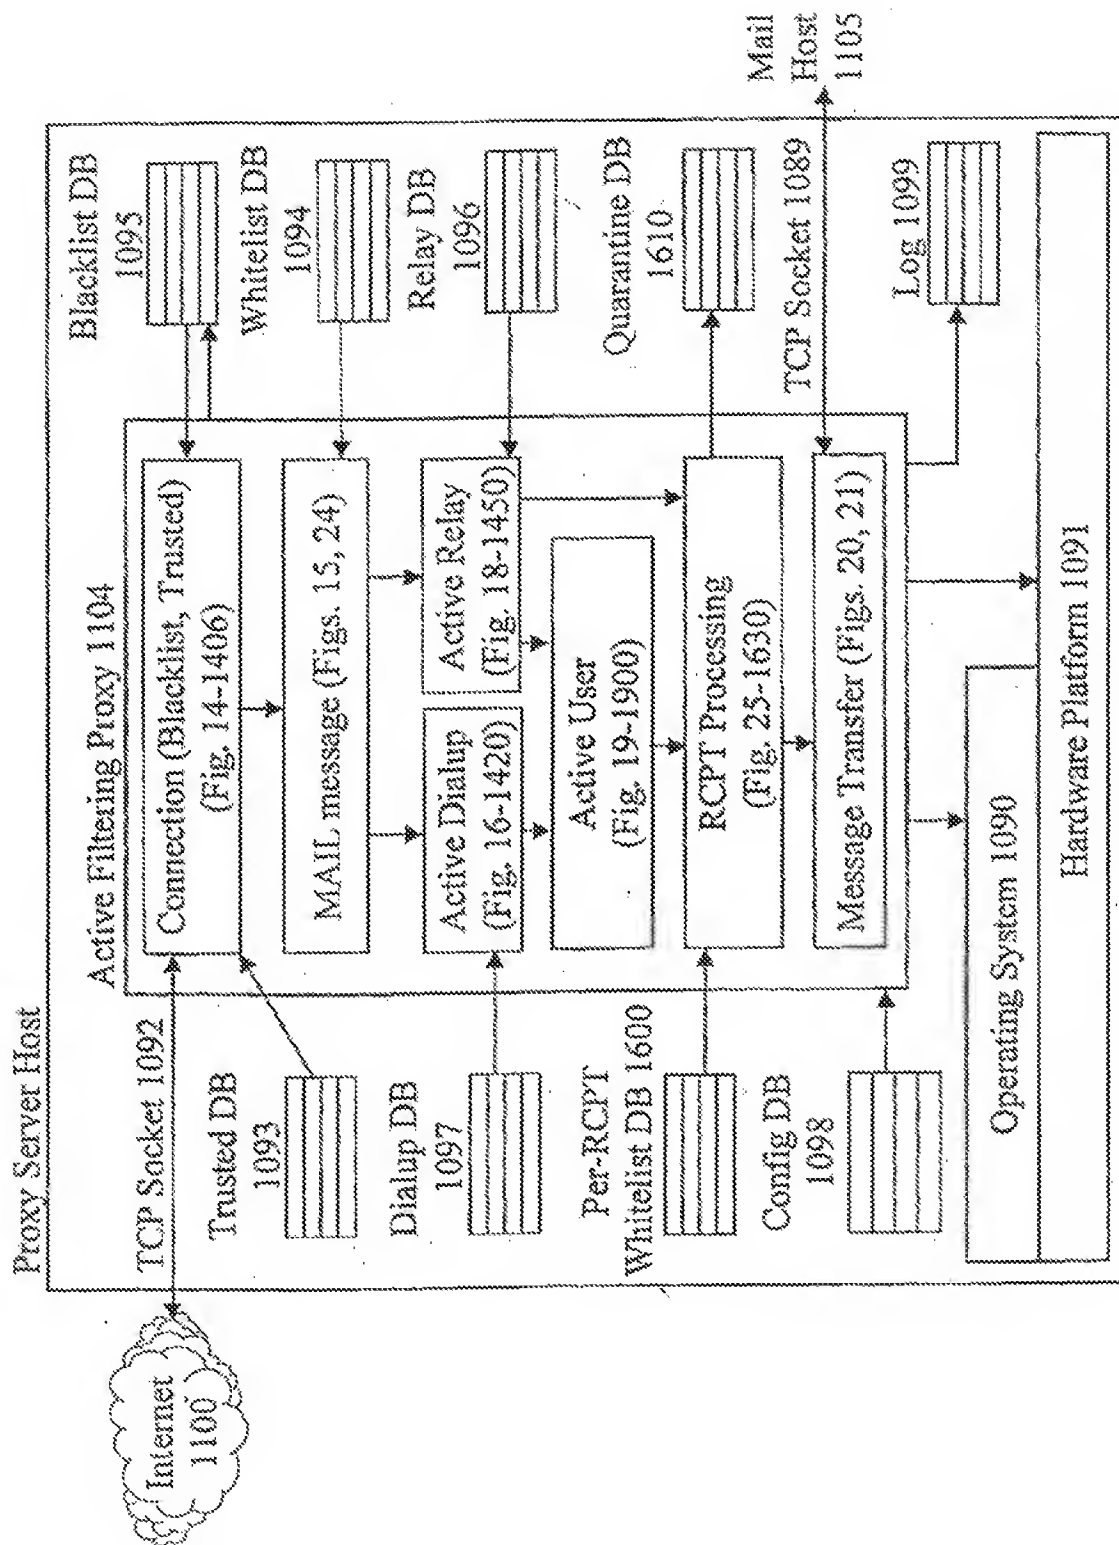 Proxy Server Host
Internet
1100
TCP Socket 1092
Active Filtering Proxy 1104
Connection (Blacklist, Trusted)
(Fig. 14-1406)
Blacklist DB
1095
Trusted DB
1093
MAIL message (Figs. 15, 24)
Whitelist DB
1094
Dialup DB
1097
Active Dialup
(Fig. 16-1420)
Active Relay
(Fig. 18-1450)
Relay DB
1096
Active User
(Fig. 19-1900)
Per-RCPT
Whitelist DB 1600
RCPT Processing
(Fig. 25-1630)
Quarantine DB
1610
Config DB
1098
Message Transfer (Figs. 20, 21)
TCP Socket 1089
Mail
Host
1105
Log 1099
Operating System 1090
Hardware Platform 1091